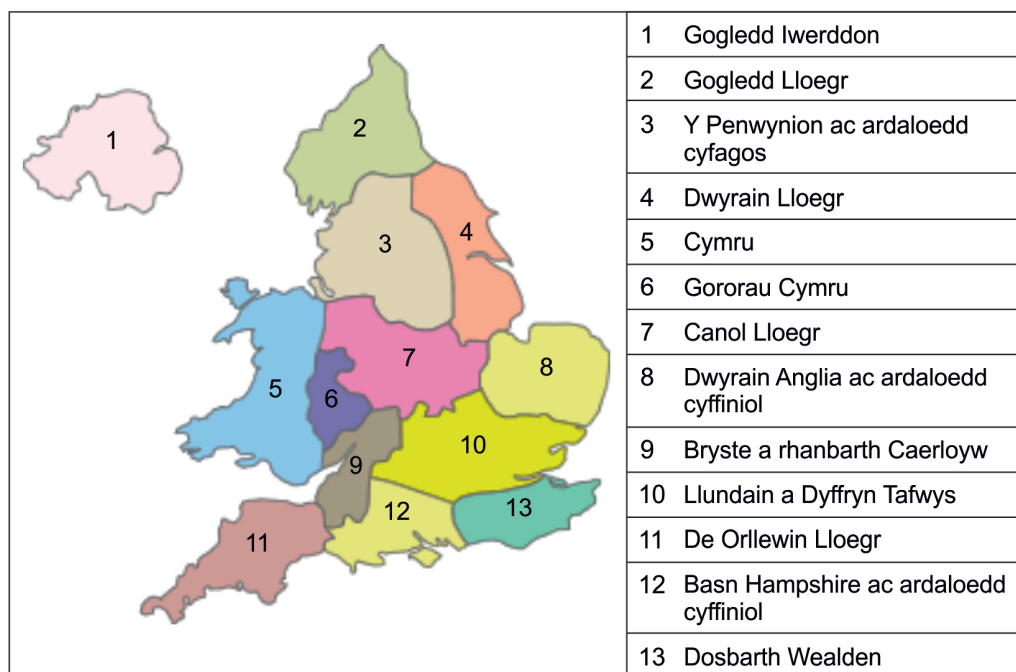 1
2
3
4
5
6
7
8
9
10
11
12
13
1 Gogledd Iwerddon
2 Gogledd Lloegr
3 Y Penwynion ac ardaloedd
cyfagos
4 Dwyrain Lloegr
5 Cymru
6 Gororau Cymru
7 Canol Lloegr
8 Dwyrain Anglia ac ardaloedd
cyffiniol
9 Bryste a rhanbarth Caerloyw
10 Llundain a Dyffryn Tafwys
11 De Orllewin Lloegr
12 Basn Hampshire ac ardaloedd
cyffiniol
13 Dosbarth Wealden